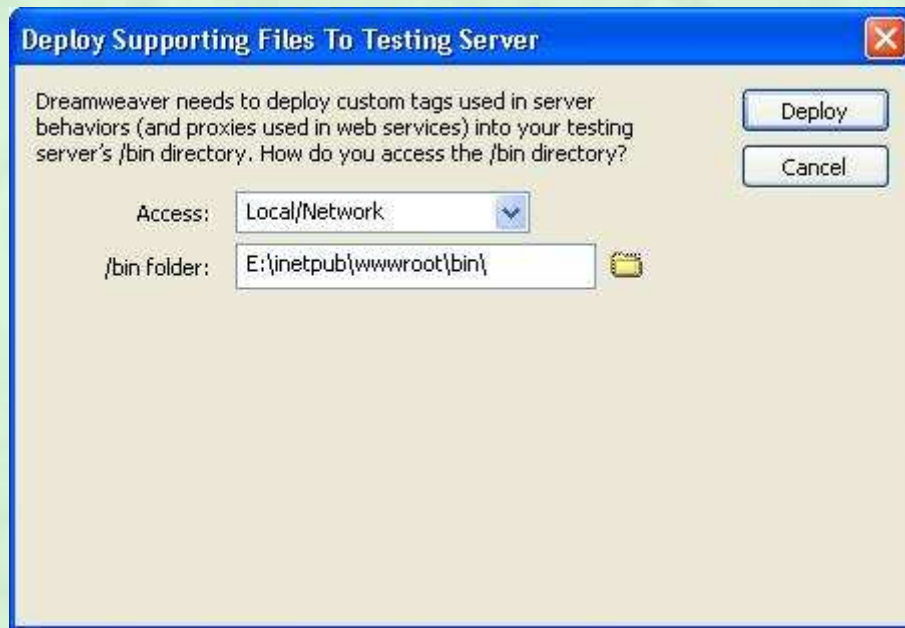 Deploy Supporting Files To Testing Server
Dreamweaver needs to deploy custom tags used in server
behaviors (and proxies used in web services) into your testing
server's /bin directory. How do you access the /bin directory?
Deploy
Cancel
Access: Local/Network
/bin folder: E:\inetpub\wwwroot\bin\